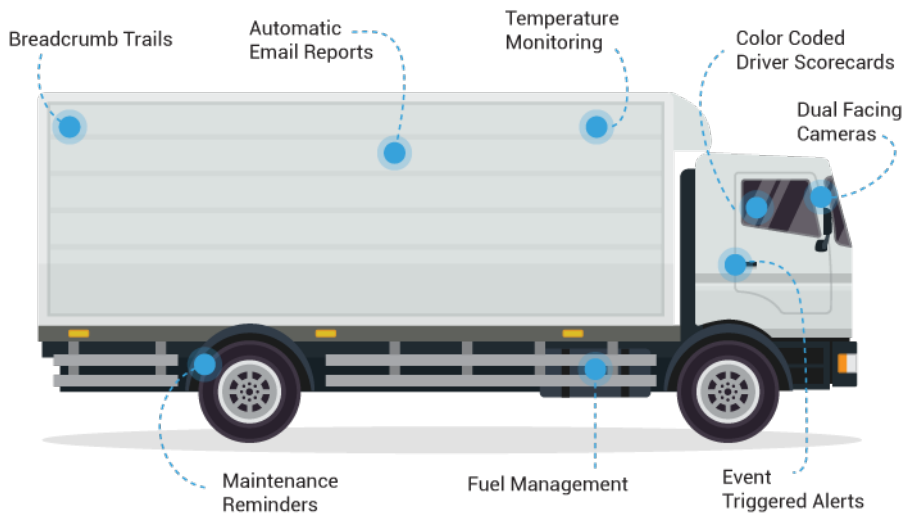 Breadcrumb Trails
Automatic
Email Reports
Temperature
Monitoring
Color Coded
Driver Scorecards
Dual Facing
Cameras
Maintenance
Reminders
Fuel Management
Event
Triggered Alerts